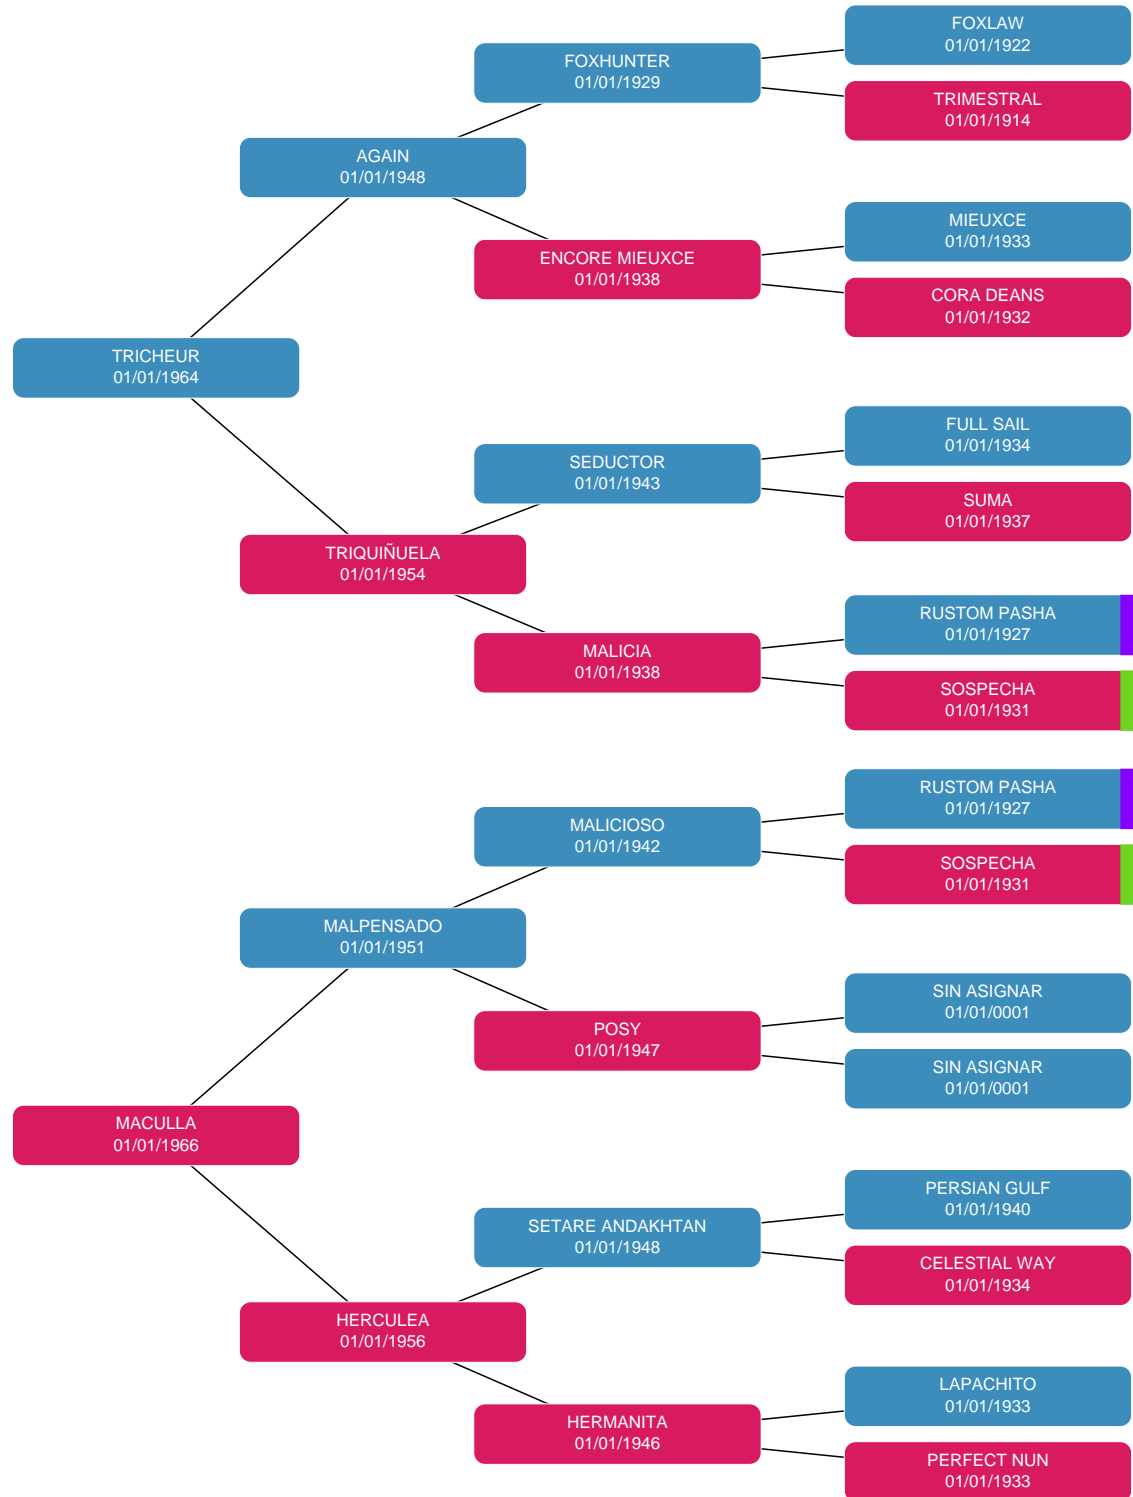 FOXLAW
01/01/1922
FOXHUNTER
01/01/1929
TRIMESTRAL
01/01/1914
AGAIN
01/01/1948
MIEUXCE
01/01/1933
ENCORE MIEUXCE
01/01/1938
CORA DEANS
01/01/1932
TRICHEUR
01/01/1964
FULL SAIL
01/01/1934
SEDUCTOR
01/01/1943
SUMA
01/01/1937
TRIQUIÑUELA
01/01/1954
RUSTOM PASHA
01/01/1927
MALICIA
01/01/1938
SOSPECHA
01/01/1931
RUSTOM PASHA
01/01/1927
MALICIOSO
01/01/1942
SOSPECHA
01/01/1931
MALPENSADO
01/01/1951
SIN ASIGNAR
01/01/0001
POSY
01/01/1947
SIN ASIGNAR
01/01/0001
MACULLA
01/01/1966
PERSIAN GULF
01/01/1940
SETARE ANDAKHTAN
01/01/1948
CELESTIAL WAY
01/01/1934
HERCULEA
01/01/1956
LAPACHITO
01/01/1933
HERMANITA
01/01/1946
PERFECT NUN
01/01/1933